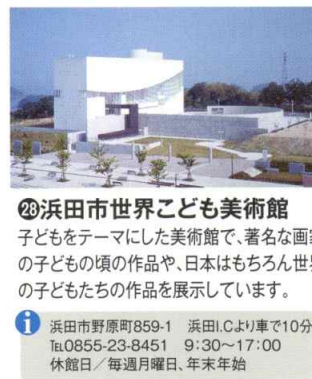 ㉘浜田市世界こども美術館
子どもをテーマにした美術館で、著名な画家
の子どもの頃の作品や、日本はもちろん世界
の子どもたちの作品を展示しています。
i 浜田市野原町859-1 浜田I.Cより車で10分
℡0855-23-8451 9:30～17:00
休館日／毎週月曜日、年末年始